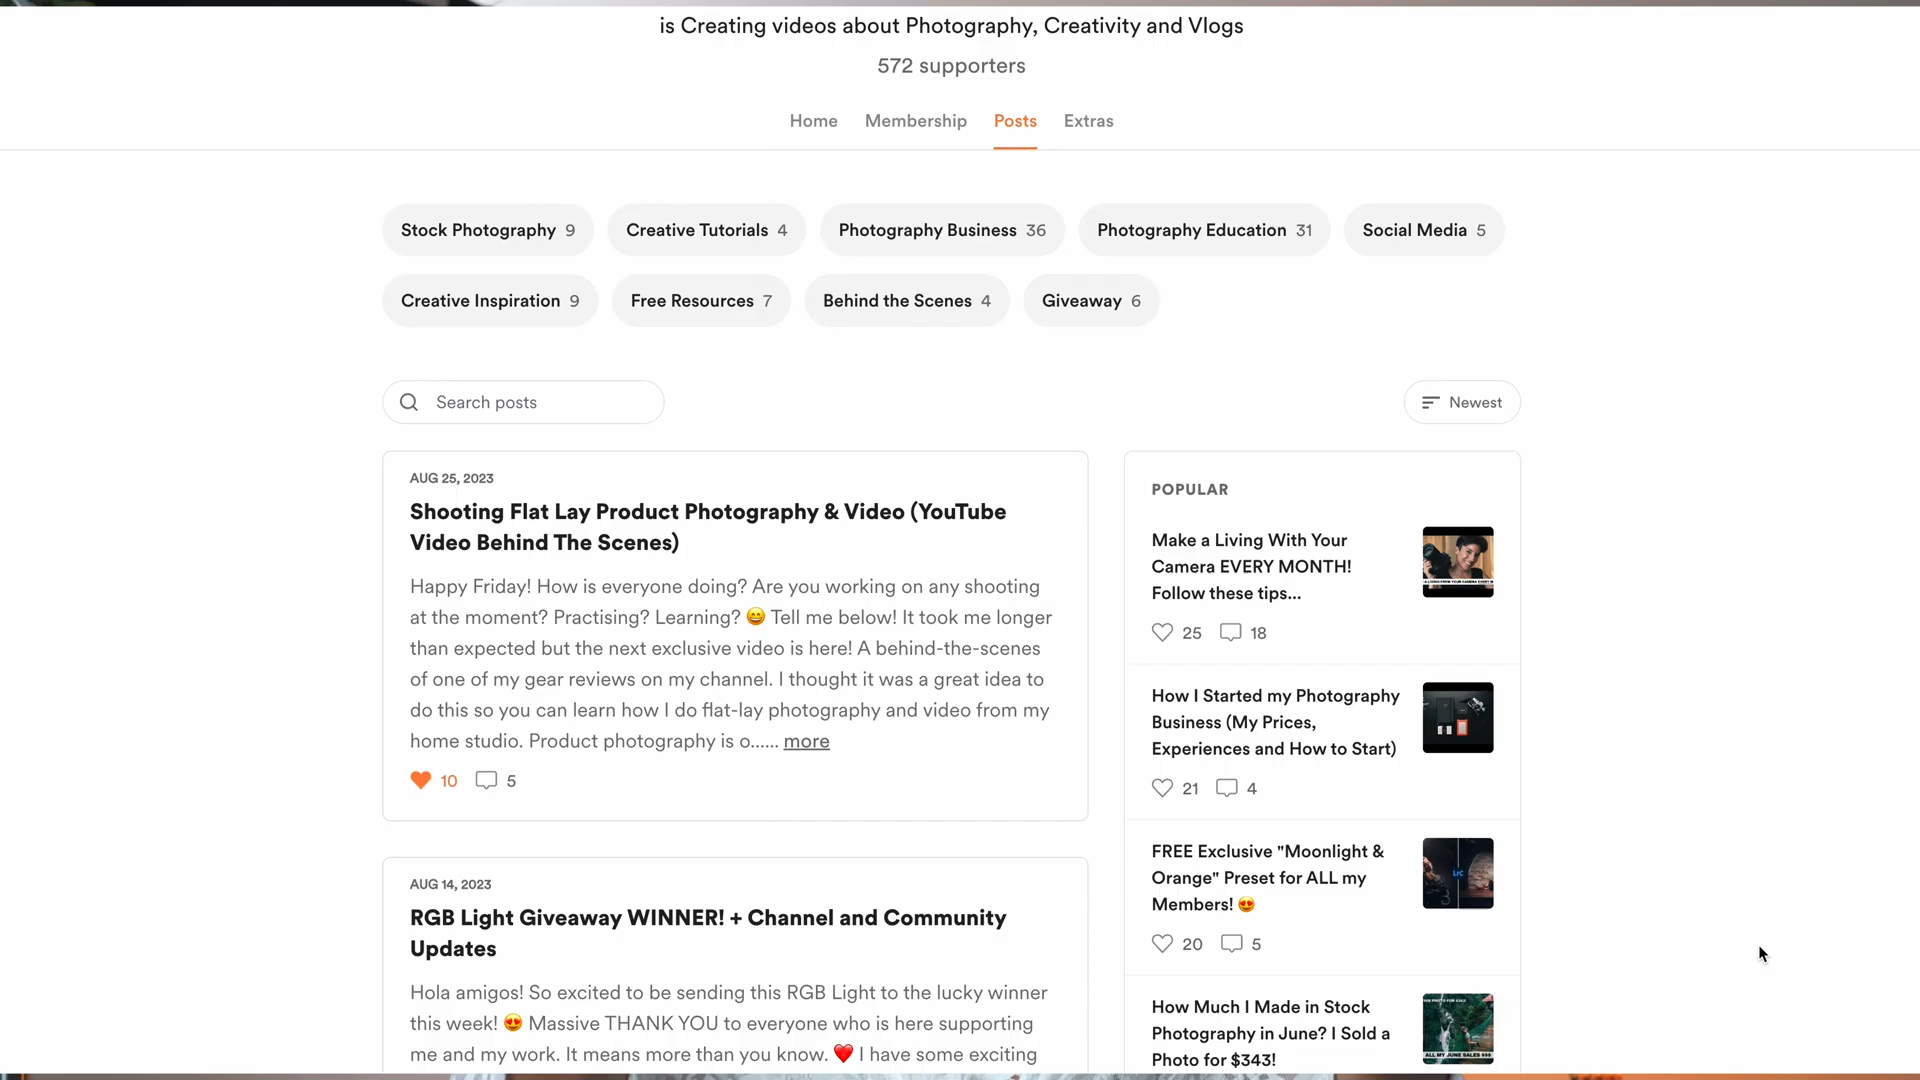 is Creating videos about Photography, Creativity and Vlogs
572 supporters
Home Membership Posts Extras
Stock Photography 9 Creative Tutorials 4 Photography Business 36 Photography Education 31 Social Media 5
Creative Inspiration 9 Free Resources 7 Behind the Scenes 4 Giveaway 6
Search posts
Newest
AUG 25, 2023
Shooting Flat Lay Product Photography & Video (YouTube
Video Behind The Scenes)
Happy Friday! How is everyone doing? Are you working on any shooting
at the moment? Practising? Learning? 😄 Tell me below! It took me longer
than expected but the next exclusive video is here! A behind-the-scenes
of one of my gear reviews on my channel. I thought it was a great idea to
do this so you can learn how I do flat-lay photography and video from my
home studio. Product photography is o...... more
10 5
AUG 14, 2023
RGB Light Giveaway WINNER! + Channel and Community
Updates
Hola amigos! So excited to be sending this RGB Light to the lucky winner
this week! 😍 Massive THANK YOU to everyone who is here supporting
me and my work. It means more than you know. ❤️ I have some exciting
POPULAR
Make a Living With Your
Camera EVERY MONTH!
Follow these tips...
25 18
How I Started my Photography
Business (My Prices,
Experiences and How to Start)
21 4
FREE Exclusive "Moonlight &
Orange" Preset for ALL my
Members! 😍
LrC
20 5
How Much I Made in Stock
Photography in June? I Sold a
Photo for $343!
ALL MY JUNE SALES $$$